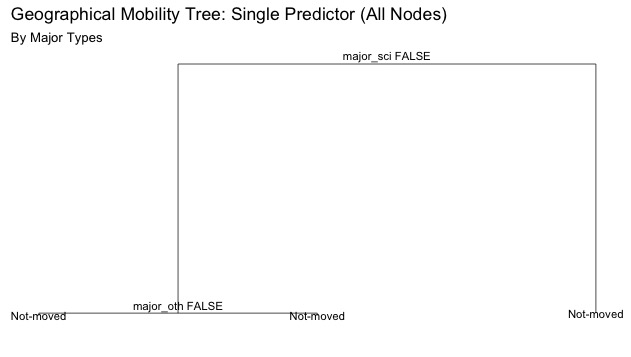 Geographical Mobility Tree: Single Predictor (All Nodes)
By Major Types
major_sci FALSE
major_oth FALSE
Not-moved
Not-moved
Not-moved